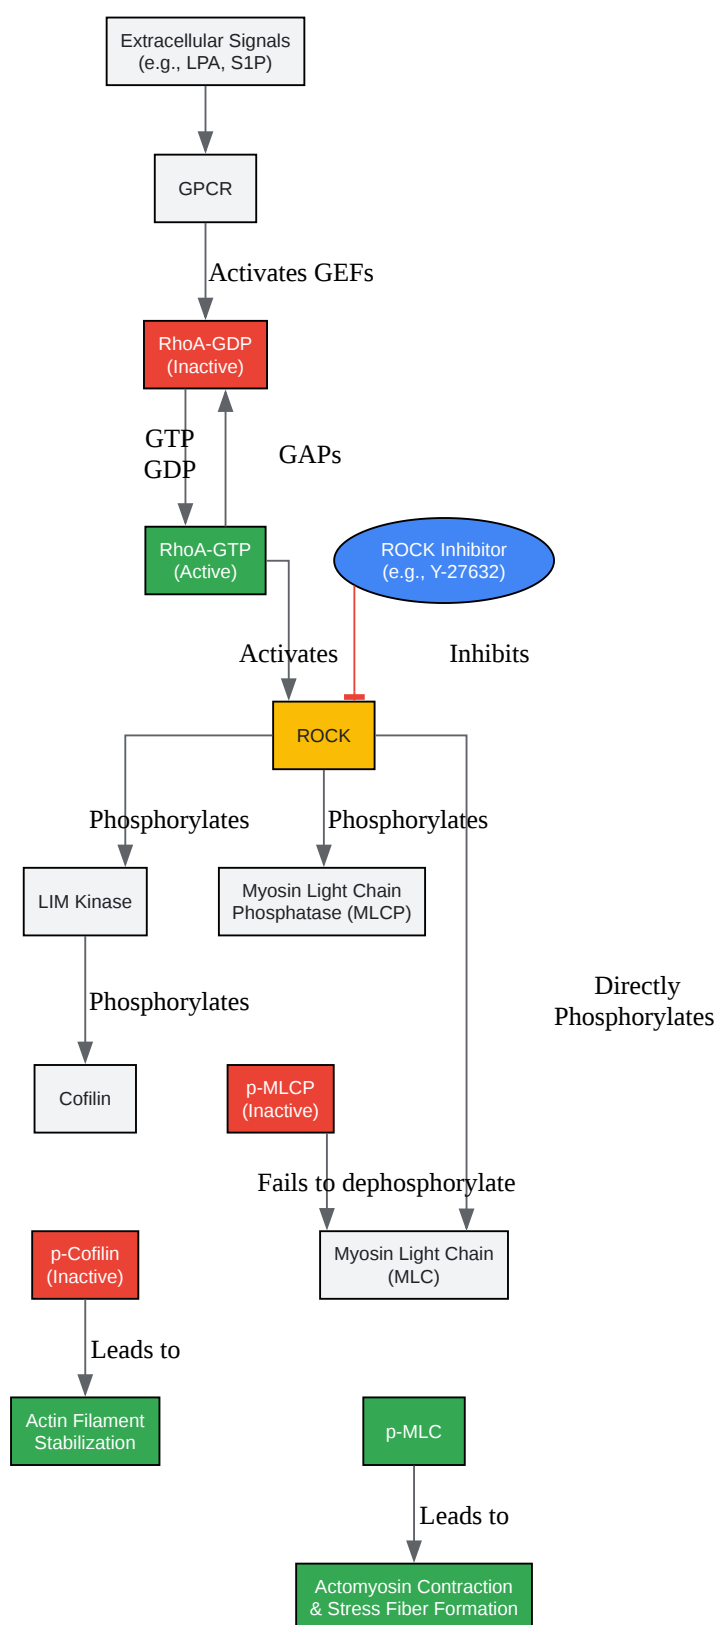 Extracellular Signals
(e.g., LPA, S1P)
GPCR
Activates GEFs
RhoA-GDP
(Inactive)
GTP
GDP
GAPs
RhoA-GTP
(Active)
ROCK Inhibitor
(e.g., Y-27632)
Activates
Inhibits
ROCK
Phosphorylates
Phosphorylates
LIM Kinase
Myosin Light Chain
Phosphatase (MLCP)
Directly
Phosphorylates
Phosphorylates
Cofilin
p-MLCP
(Inactive)
Fails to dephosphorylate
p-Cofilin
(Inactive)
Myosin Light Chain
(MLC)
Leads to
Actin Filament
Stabilization
p-MLC
Leads to
Actomyosin Contraction
& Stress Fiber Formation